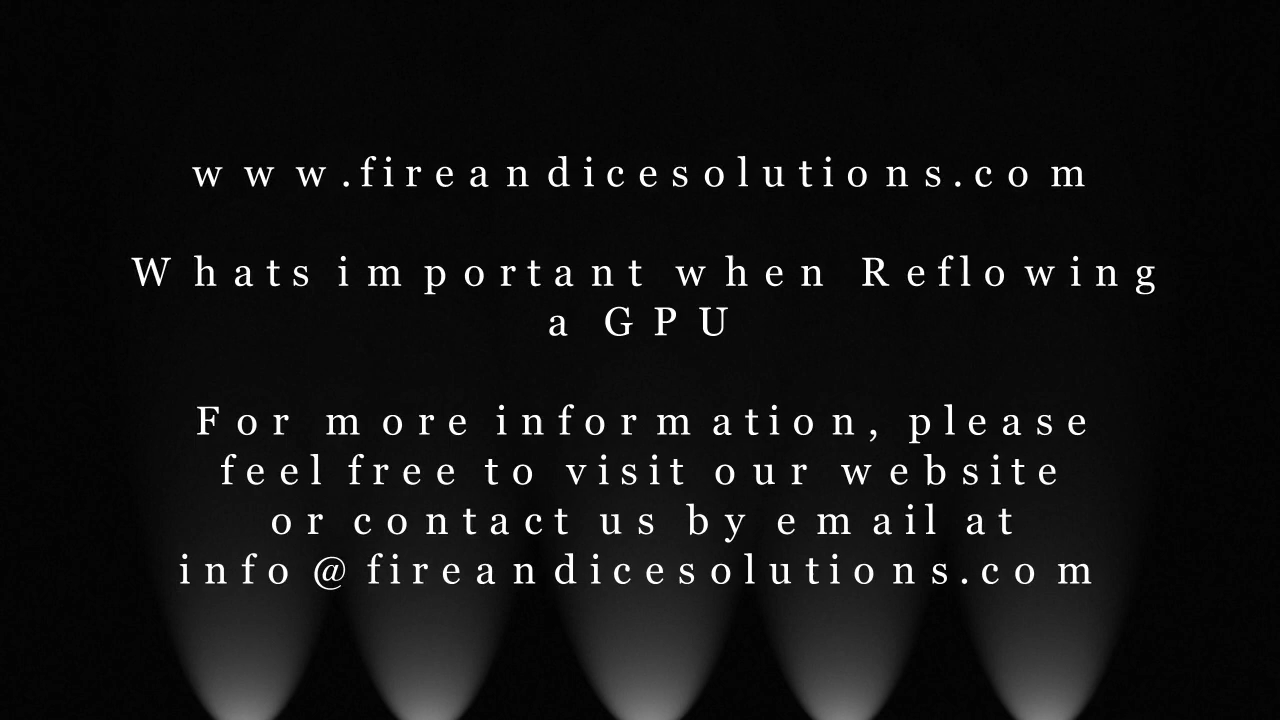 www.fireandicesolutions.com
Whats important when Reflowing
a GPU
For more information, please
feel free to visit our website
or contact us by email at
info@fireandicesolutions.com